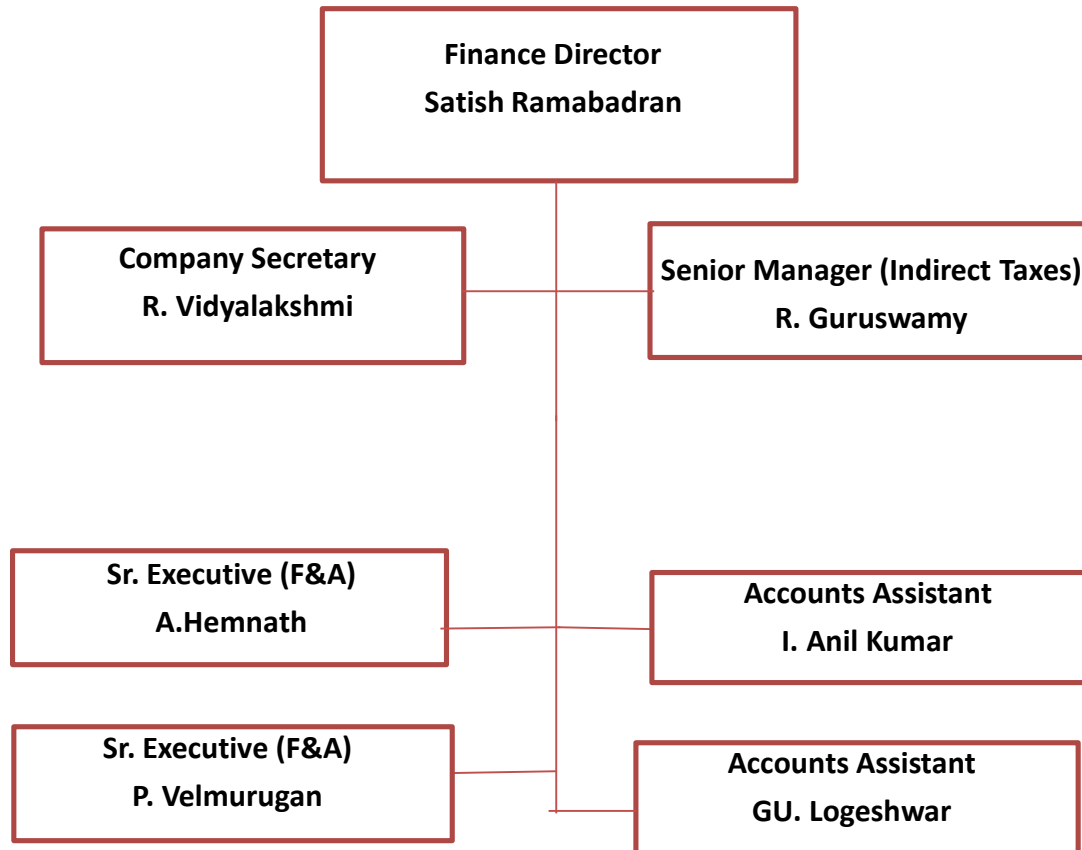 Finance Director
Satish Ramabadran
Company Secretary
R. Vidyalakshmi
Senior Manager (Indirect Taxes)
R. Guruswamy
Sr. Executive (F&A)
A.Hemnath
Accounts Assistant
I. Anil Kumar
Sr. Executive (F&A)
P. Velmurugan
Accounts Assistant
GU. Logeshwar